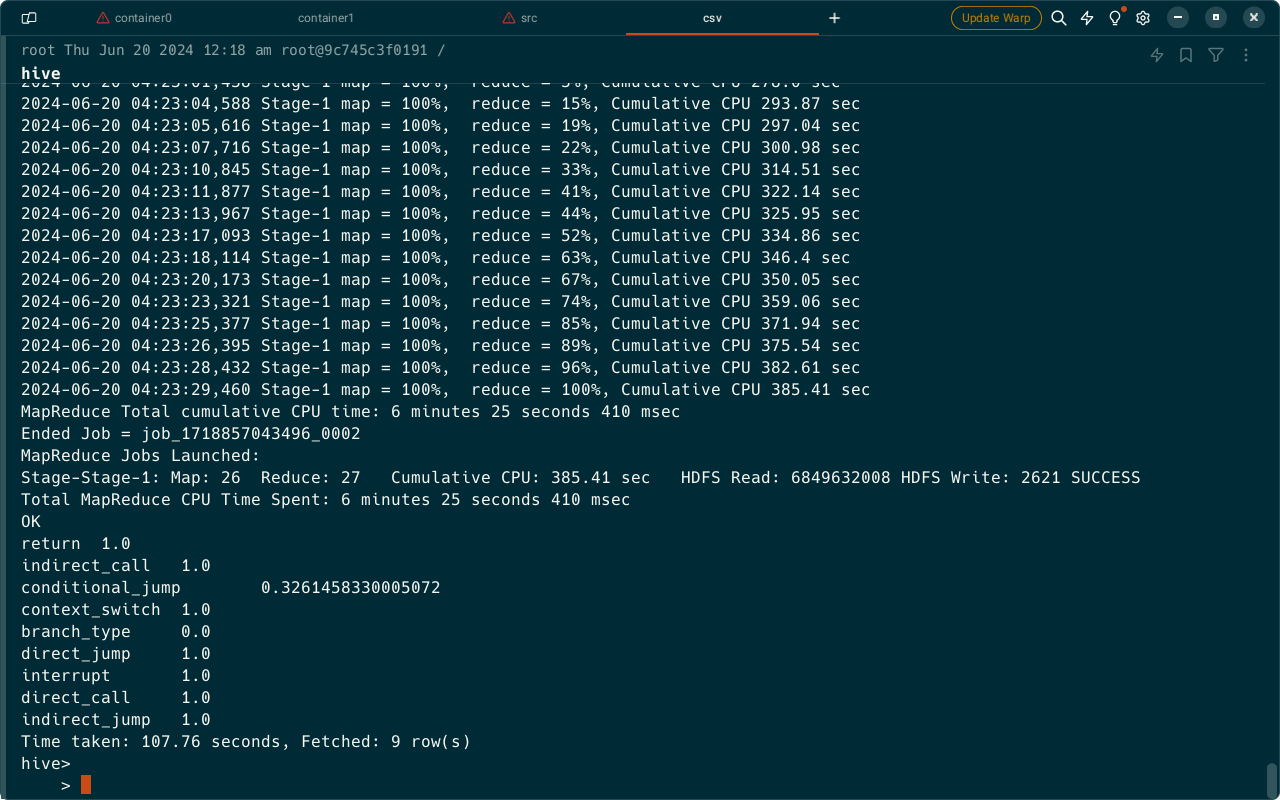 container0 container1 src csv + Update Warp
root Thu Jun 20 2024 12:18 am root@9c745c3f0191 /
hive
2024-06-20 04:23:04,588 Stage-1 map = 100%,  reduce = 15%, Cumulative CPU 293.87 sec
2024-06-20 04:23:05,616 Stage-1 map = 100%,  reduce = 19%, Cumulative CPU 297.04 sec
2024-06-20 04:23:07,716 Stage-1 map = 100%,  reduce = 22%, Cumulative CPU 300.98 sec
2024-06-20 04:23:10,845 Stage-1 map = 100%,  reduce = 33%, Cumulative CPU 314.51 sec
2024-06-20 04:23:11,877 Stage-1 map = 100%,  reduce = 41%, Cumulative CPU 322.14 sec
2024-06-20 04:23:13,967 Stage-1 map = 100%,  reduce = 44%, Cumulative CPU 325.95 sec
2024-06-20 04:23:17,093 Stage-1 map = 100%,  reduce = 52%, Cumulative CPU 334.86 sec
2024-06-20 04:23:18,114 Stage-1 map = 100%,  reduce = 63%, Cumulative CPU 346.4 sec
2024-06-20 04:23:20,173 Stage-1 map = 100%,  reduce = 67%, Cumulative CPU 350.05 sec
2024-06-20 04:23:23,321 Stage-1 map = 100%,  reduce = 74%, Cumulative CPU 359.06 sec
2024-06-20 04:23:25,377 Stage-1 map = 100%,  reduce = 85%, Cumulative CPU 371.94 sec
2024-06-20 04:23:26,395 Stage-1 map = 100%,  reduce = 89%, Cumulative CPU 375.54 sec
2024-06-20 04:23:28,432 Stage-1 map = 100%,  reduce = 96%, Cumulative CPU 382.61 sec
2024-06-20 04:23:29,460 Stage-1 map = 100%,  reduce = 100%, Cumulative CPU 385.41 sec
MapReduce Total cumulative CPU time: 6 minutes 25 seconds 410 msec
Ended Job = job_1718857043496_0002
MapReduce Jobs Launched:
Stage-Stage-1: Map: 26  Reduce: 27   Cumulative CPU: 385.41 sec   HDFS Read: 6849632008 HDFS Write: 2621 SUCCESS
Total MapReduce CPU Time Spent: 6 minutes 25 seconds 410 msec
OK
return  1.0
indirect_call   1.0
conditional_jump        0.3261458330005072
context_switch  1.0
branch_type     0.0
direct_jump     1.0
interrupt       1.0
direct_call     1.0
indirect_jump   1.0
Time taken: 107.76 seconds, Fetched: 9 row(s)
hive>
    >